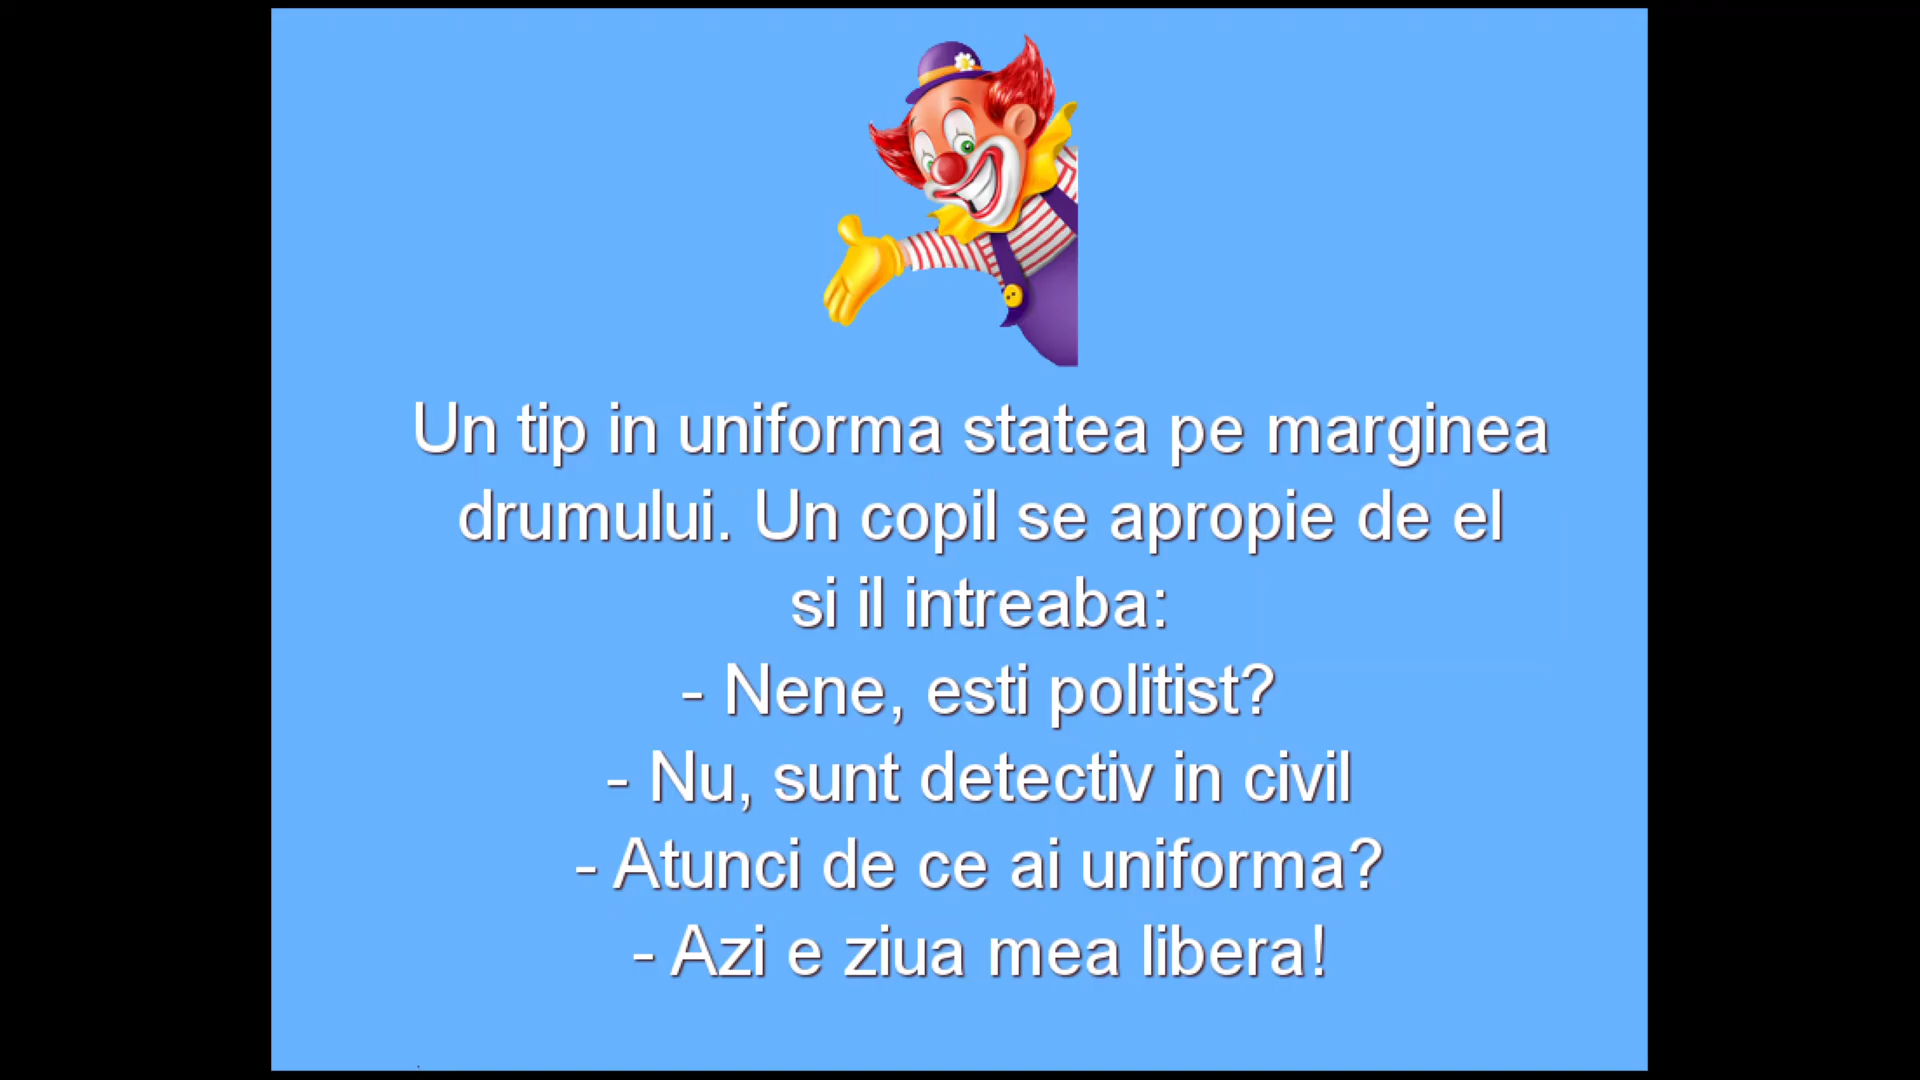 Un tip in uniforma statea pe marginea
drumului. Un copil se apropie de el
si il intreaba:
- Nene, esti politist?
- Nu, sunt detectiv in civil
- Atunci de ce ai uniforma?
- Azi e ziua mea libera!